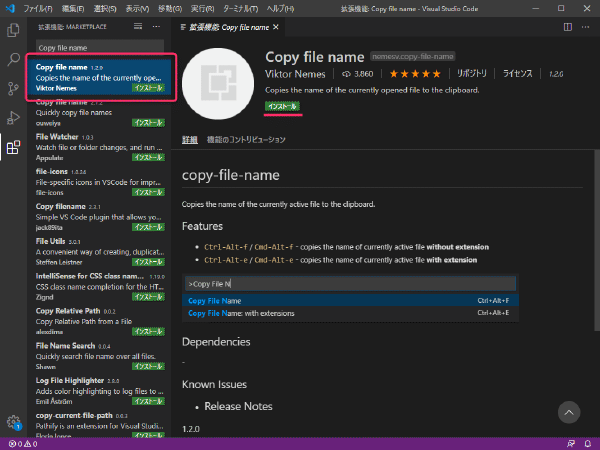 ファイル(F) 編集(E) 選択(S) 表示(V) 移動(G) 実行(R) ターミナル(T) ヘルプ(H) 拡張機能: Copy file name - Visual Studio Code
拡張機能: MARKETPLACE
Copy file name
Copy file name 1.2.0
Copies the name of the currently ope...
Viktor Nemes インストール
Copy file name
Quickly copy file names
インストール
File Watcher 1.0.3
Watch file or folder changes, and run ...
Appulate インストール
file-icons
File-specific icons in VSCode for impr...
file-icons インストール
Copy filename 2.3.1
Simple VS Code plugin that allows yo...
jack89ita インストール
File Utils 3.0.1
A convenient way of creating, duplicat...
Steffen Leistner インストール
IntelliSense for CSS class nam... 1.19.0
CSS class name completion for the HT...
Zignd インストール
Copy Relative Path 0.0.2
Copy Relative Path from a File
alexdima インストール
File Name Search 0.0.4
Quickly search file name over all files.
Shawn インストール
Log File Highlighter
Adds color highlighting to log files to ...
Emil Åström インストール
copy-current-file-path 0.0.3
Pathify is an extension for Visual Studi...
インストール
拡張機能: Copy file name
Copy file name nemesv.copy-file-name
Viktor Nemes 3,860 ★★★★★ リポジトリ ライセンス 1.2.0
Copies the name of the currently opened file to the clipboard.
インストール
詳細 機能のコントリビューション
copy-file-name
Copies the name of the currently active file to the clipboard.
Features
• Ctrl-Alt-f / Cmd-Alt-f - copies the name of currently active file without extension
• Ctrl-Alt-e / Cmd-Alt-e - copies the name of currently active file with extension
>Copy File N
Copy File Name Ctrl+Alt+F
Copy File Name: with extensions Ctrl+Alt+E
Dependencies
-
Known Issues
• Release Notes
1.2.0
0 0